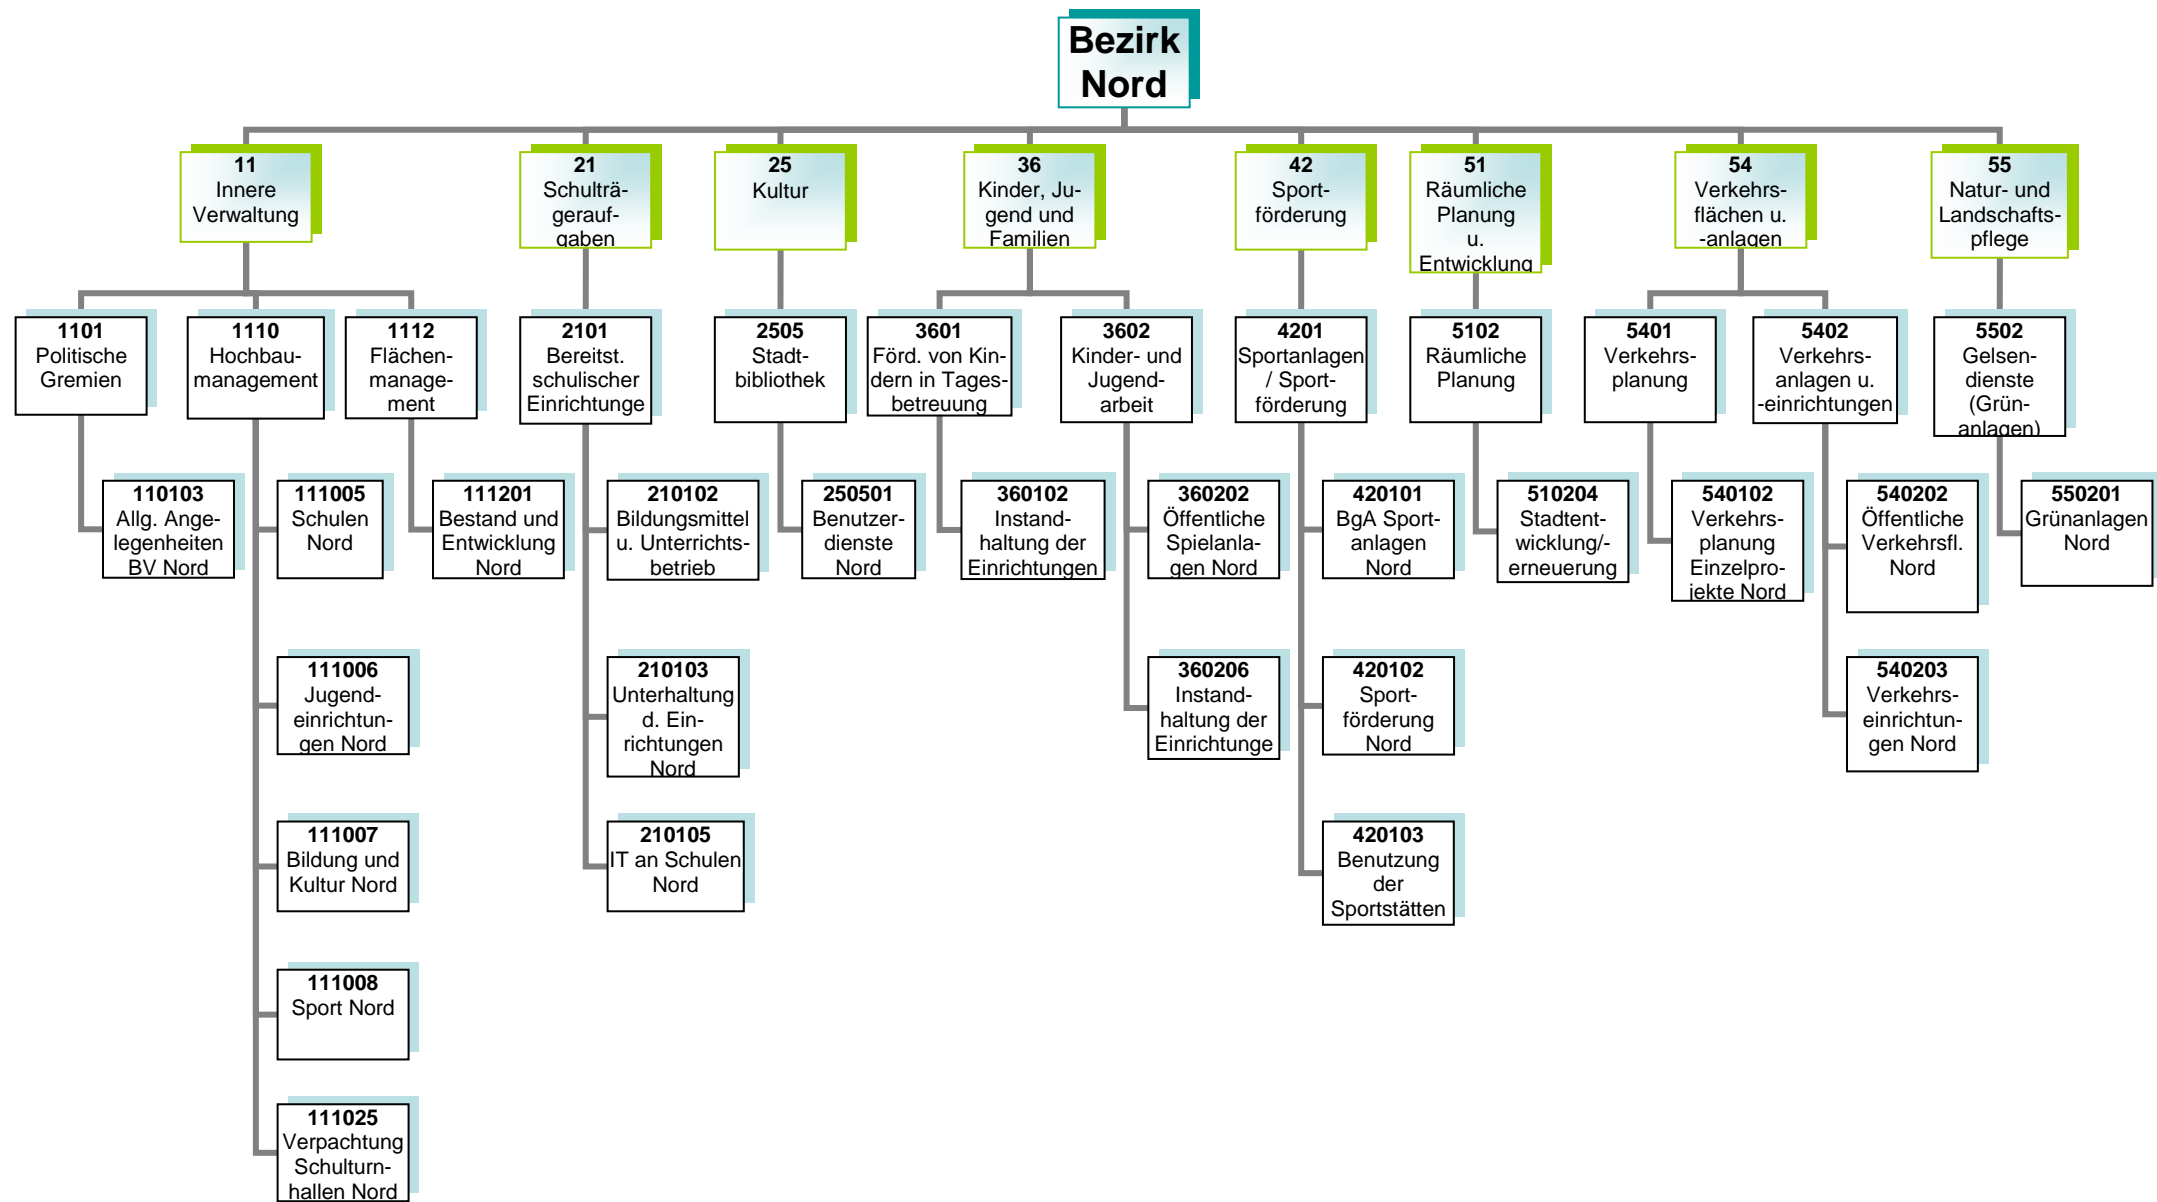 Bezirk
Nord
11
Innere
Verwaltung
21
Schulträ-
gerauf-
gaben
25
Kultur
36
Kinder, Ju-
gend und
Familien
42
Sport-
förderung
51
Räumliche
Planung
u.
Entwicklung
54
Verkehrs-
flächen u.
-anlagen
55
Natur- und
Landschafts-
pflege
1101
Politische
Gremien
1110
Hochbau-
management
1112
Flächen-
manage-
ment
2101
Bereitst.
schulischer
Einrichtunge
2505
Stadt-
bibliothek
3601
Förd. von Kin-
dern in Tages-
betreuung
3602
Kinder- und
Jugend-
arbeit
4201
Sportanlagen
/ Sport-
förderung
5102
Räumliche
Planung
5401
Verkehrs-
planung
5402
Verkehrs-
anlagen u.
-einrichtungen
5502
Gelsen-
dienste
(Grün-
anlagen)
110103
Allg. Ange-
legenheiten
BV Nord
111005
Schulen
Nord
111201
Bestand und
Entwicklung
Nord
210102
Bildungsmittel
u. Unterrichts-
betrieb
250501
Benutzer-
dienste
Nord
360102
Instand-
haltung der
Einrichtungen
360202
Öffentliche
Spielanla-
gen Nord
420101
BgA Sport-
anlagen
Nord
510204
Stadtent-
wicklung/-
erneuerung
540102
Verkehrs-
planung
Einzelpro-
jekte Nord
540202
Öffentliche
Verkehrsfl.
Nord
550201
Grünanlagen
Nord
111006
Jugend-
einrichtun-
gen Nord
210103
Unterhaltung
d. Ein-
richtungen
Nord
360206
Instand-
haltung der
Einrichtunge
420102
Sport-
förderung
Nord
540203
Verkehrs-
einrichtun-
gen Nord
111007
Bildung und
Kultur Nord
210105
IT an Schulen
Nord
420103
Benutzung
der
Sportstätten
111008
Sport Nord
111025
Verpachtung
Schulturn-
hallen Nord